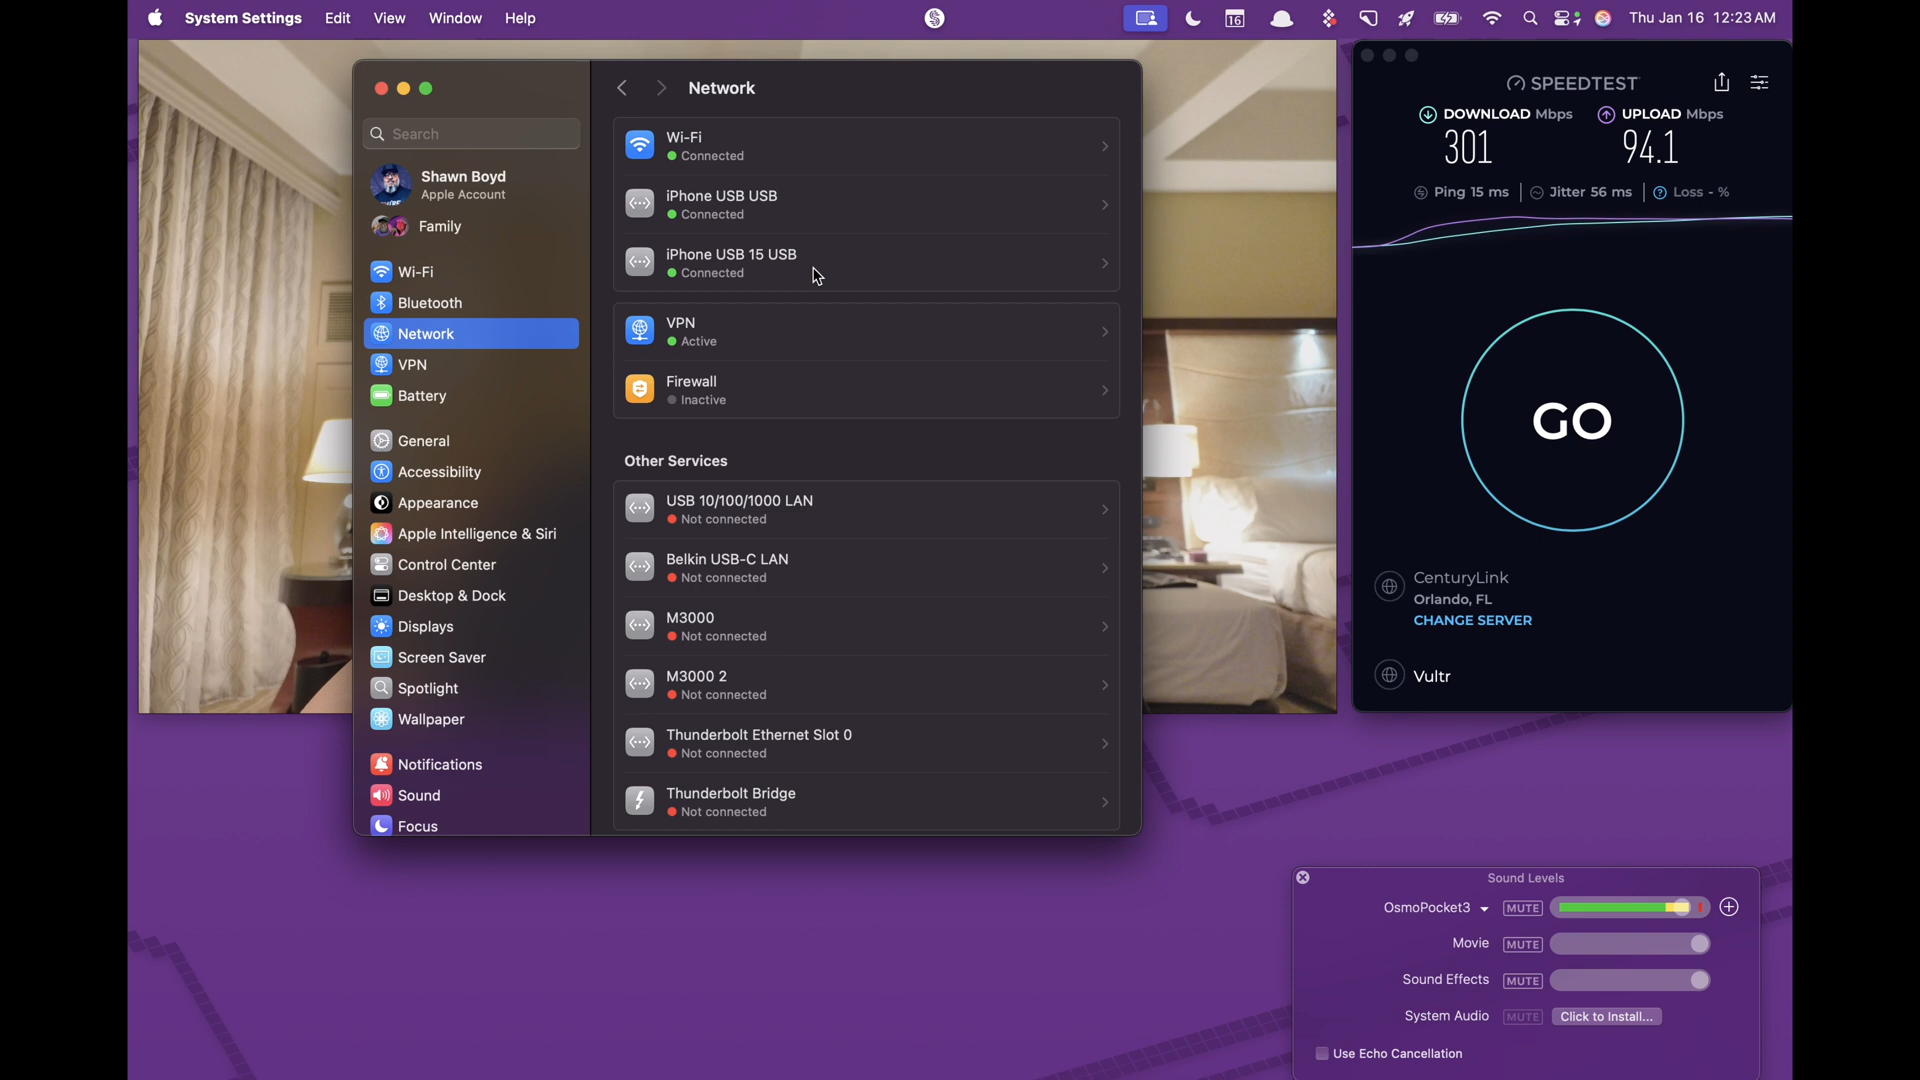 System Settings Edit View Window Help
16
Thu Jan 16 12:23 AM
Search
Shawn Boyd
Apple Account
Family
Wi-Fi
Bluetooth
Network
VPN
Battery
General
Accessibility
Appearance
Apple Intelligence & Siri
Control Center
Desktop & Dock
Displays
Screen Saver
Spotlight
Wallpaper
Notifications
Sound
Focus
Network
Wi-Fi
Connected
iPhone USB USB
Connected
iPhone USB 15 USB
Connected
VPN
Active
Firewall
Inactive
Other Services
USB 10/100/1000 LAN
Not connected
Belkin USB-C LAN
Not connected
M3000
Not connected
M3000 2
Not connected
Thunderbolt Ethernet Slot 0
Not connected
Thunderbolt Bridge
Not connected
SPEEDTEST
DOWNLOAD Mbps UPLOAD Mbps
301 94.1
Ping 15 ms Jitter 56 ms Loss - %
GO
CenturyLink
Orlando, FL
CHANGE SERVER
Vultr
Sound Levels
OsmoPocket3 MUTE
Movie MUTE
Sound Effects MUTE
System Audio MUTE Click to Install...
Use Echo Cancellation